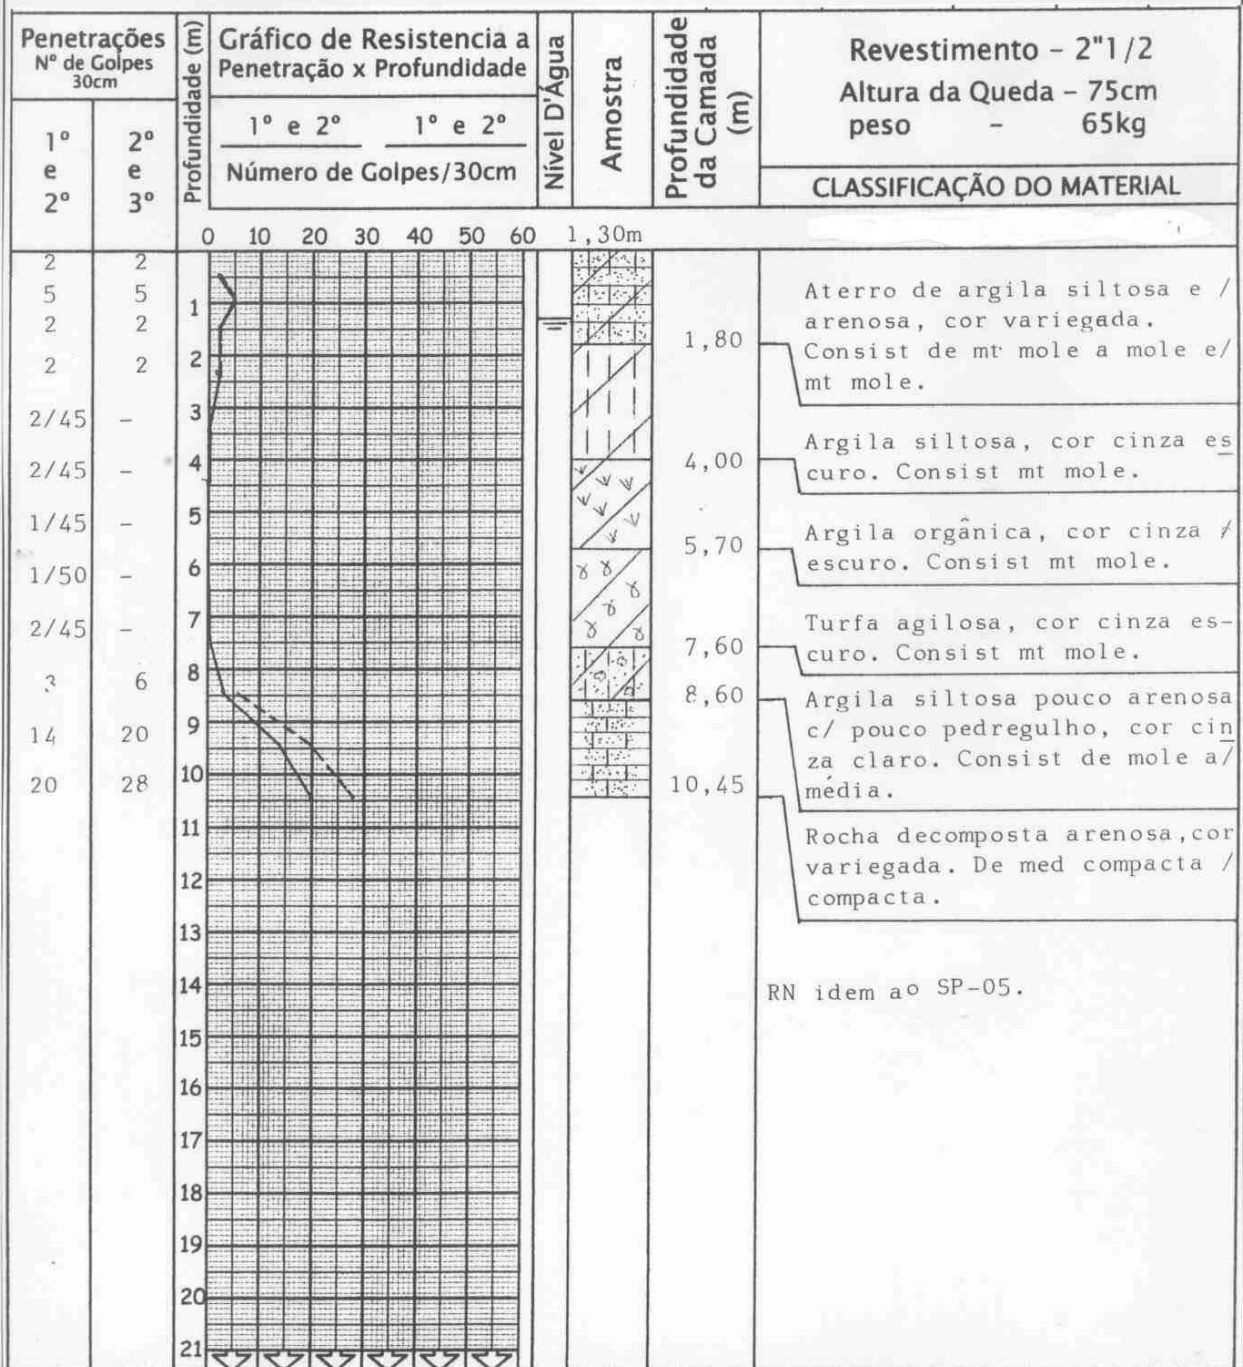 Penetrações
Nº de Golpes
30cm
1º
e
2º
2º
e
3º
Profundidade (m)
Gráfico de Resistencia a
Penetração x Profundidade
1º e 2º 1º e 2º
Número de Golpes/30cm
Nível D'Água
Amostra
Profundidade
da Camada
(m)
Revestimento - 2"1/2
Altura da Queda - 75cm
peso - 65kg
CLASSIFICAÇÃO DO MATERIAL
0 10 20 30 40 50 60
1,30m
2 2
5 5
2 2
2 2
2/45 -
2/45 -
1/45 -
1/50 -
2/45 -
3 6
14 20
20 28
1
2
3
4
5
6
7
8
9
10
11
12
13
14
15
16
17
18
19
20
21
1,80
4,00
5,70
7,60
8,60
10,45
Aterro de argila siltosa e /
arenosa, cor variegada.
Consist de mt mole a mole e/
mt mole.
Argila siltosa, cor cinza es
curo. Consist mt mole.
Argila orgânica, cor cinza /
escuro. Consist mt mole.
Turfa agilosa, cor cinza es-
curo. Consist mt mole.
Argila siltosa pouco arenosa
c/ pouco pedregulho, cor cin
za claro. Consist de mole a/
média.
Rocha decomposta arenosa,cor
variegada. De med compacta /
compacta.
RN idem ao SP-05.